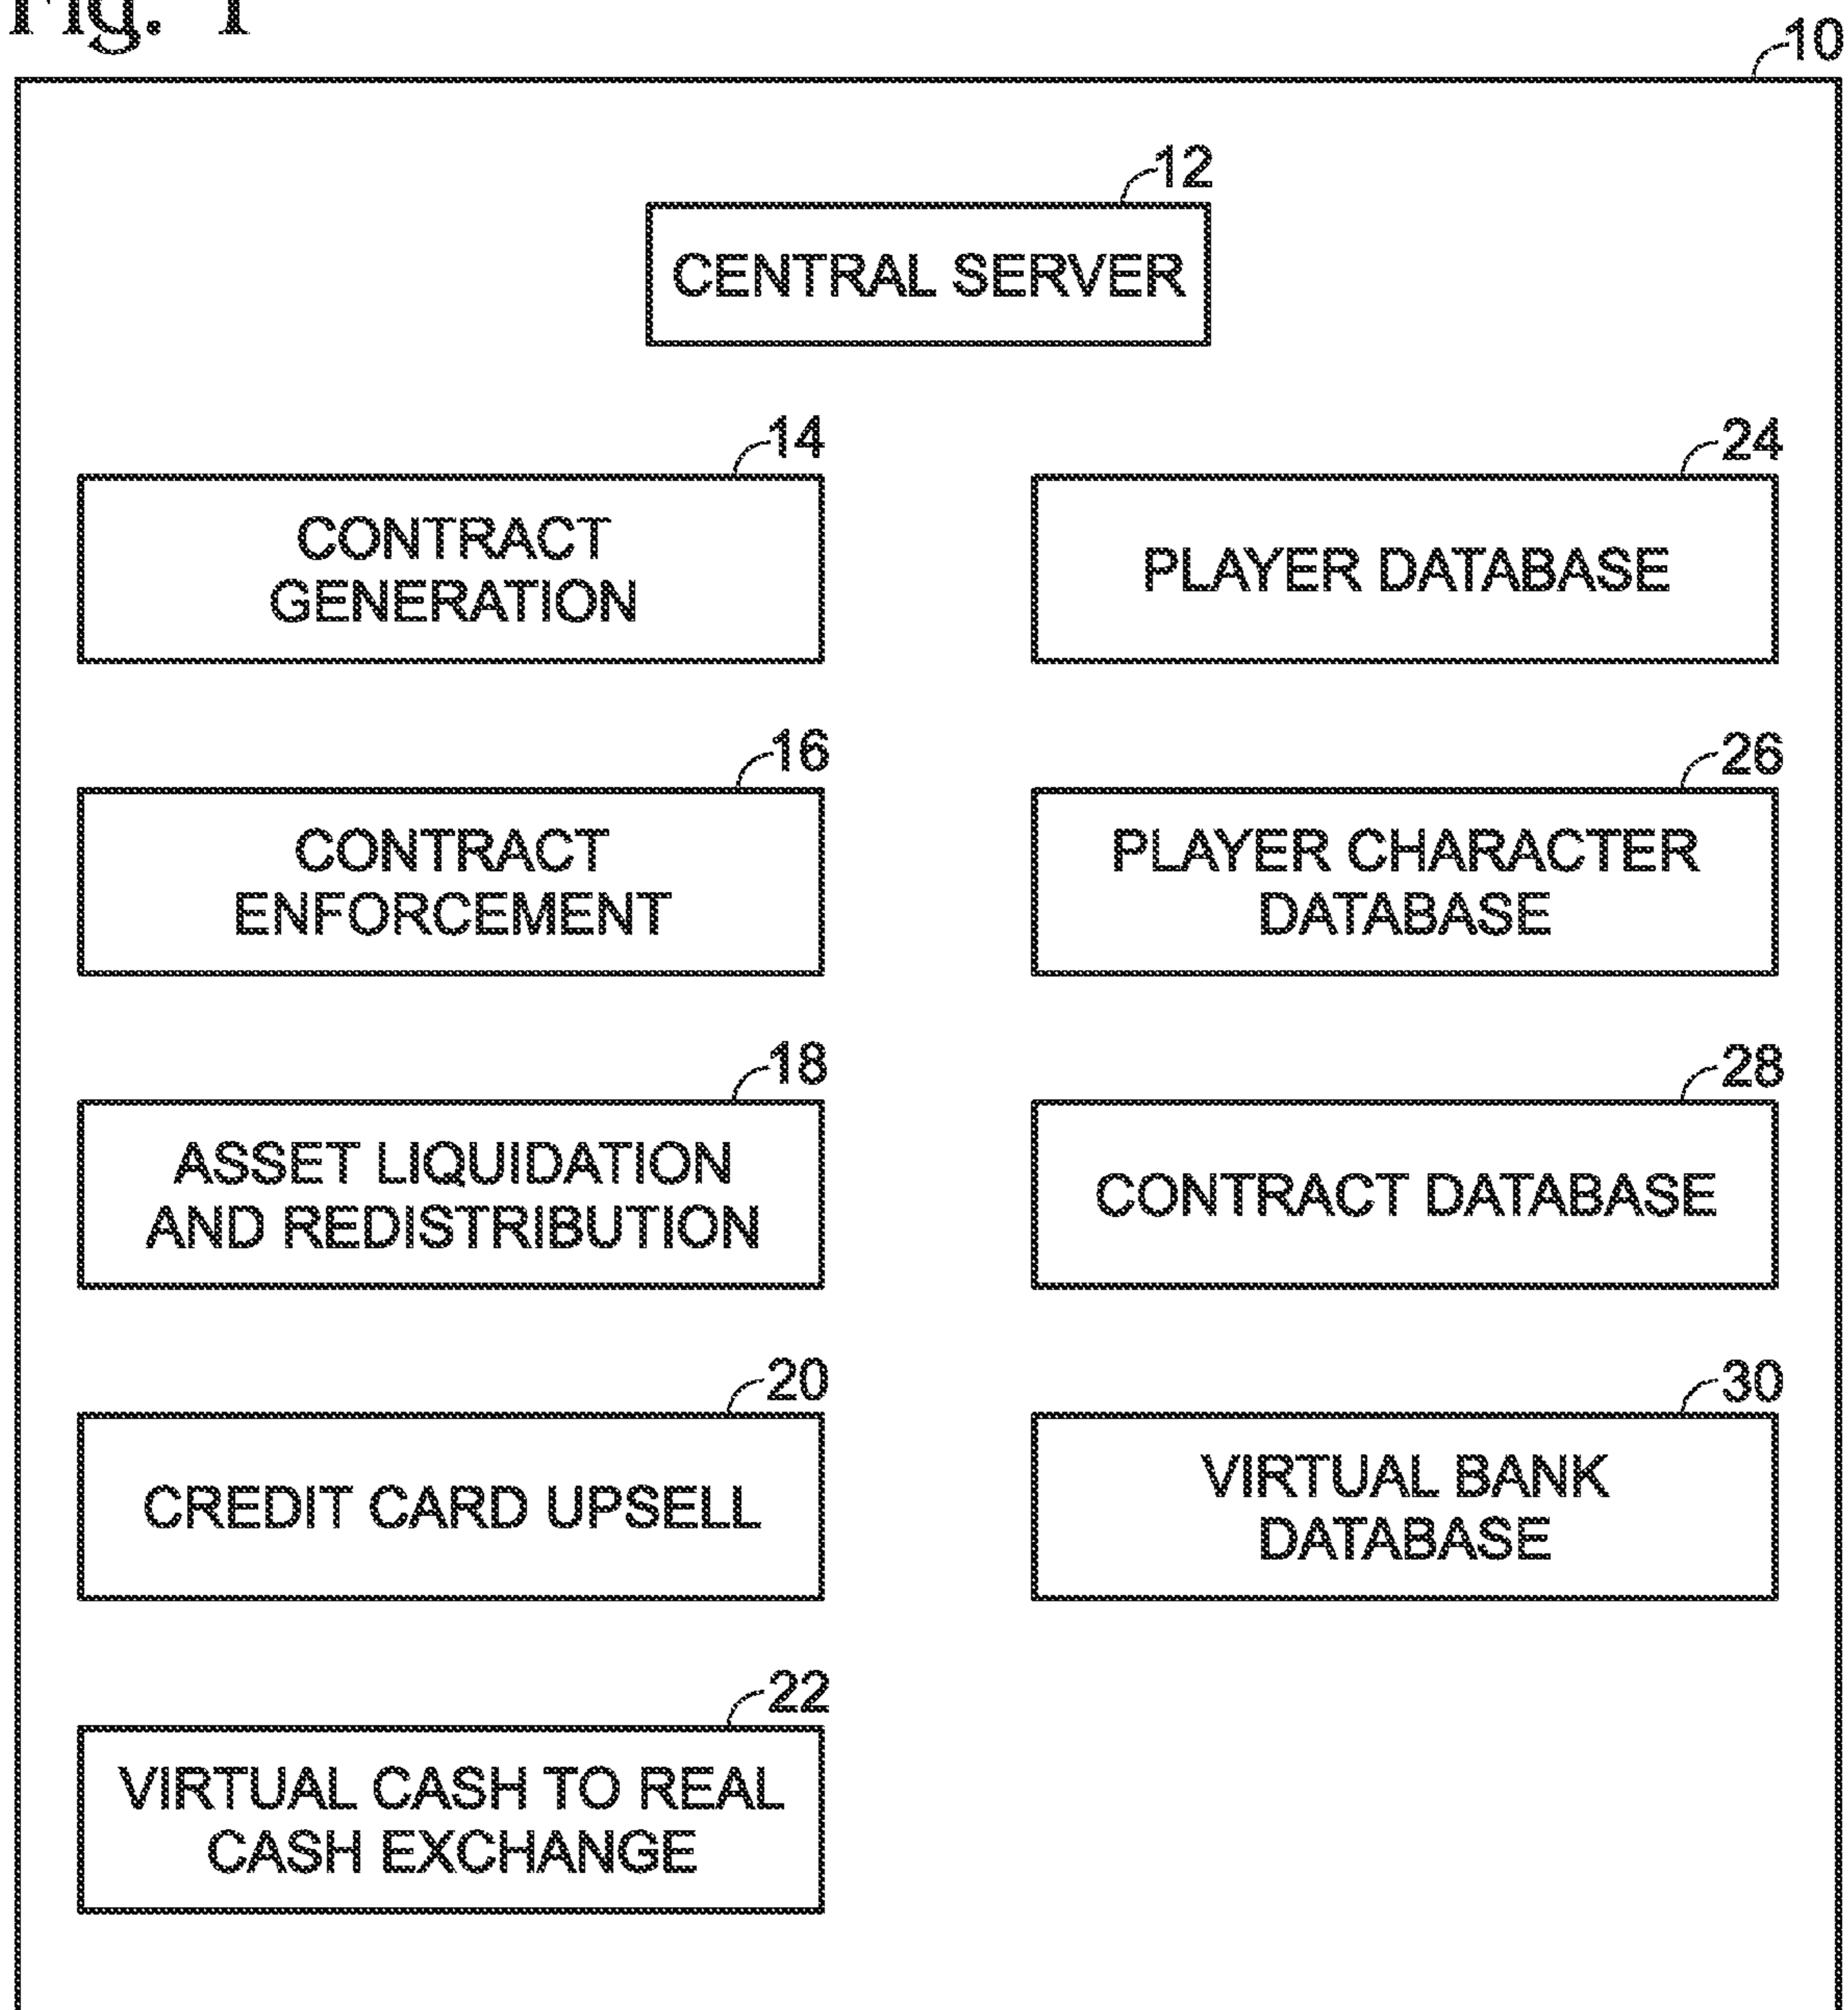 Fig. 1
10
12
CENTRAL SERVER
14
CONTRACT
GENERATION
24
PLAYER DATABASE
16
CONTRACT
ENFORCEMENT
26
PLAYER CHARACTER
DATABASE
18
ASSET LIQUIDATION
AND REDISTRIBUTION
28
CONTRACT DATABASE
20
CREDIT CARD UPSELL
30
VIRTUAL BANK
DATABASE
22
VIRTUAL CASH TO REAL
CASH EXCHANGE